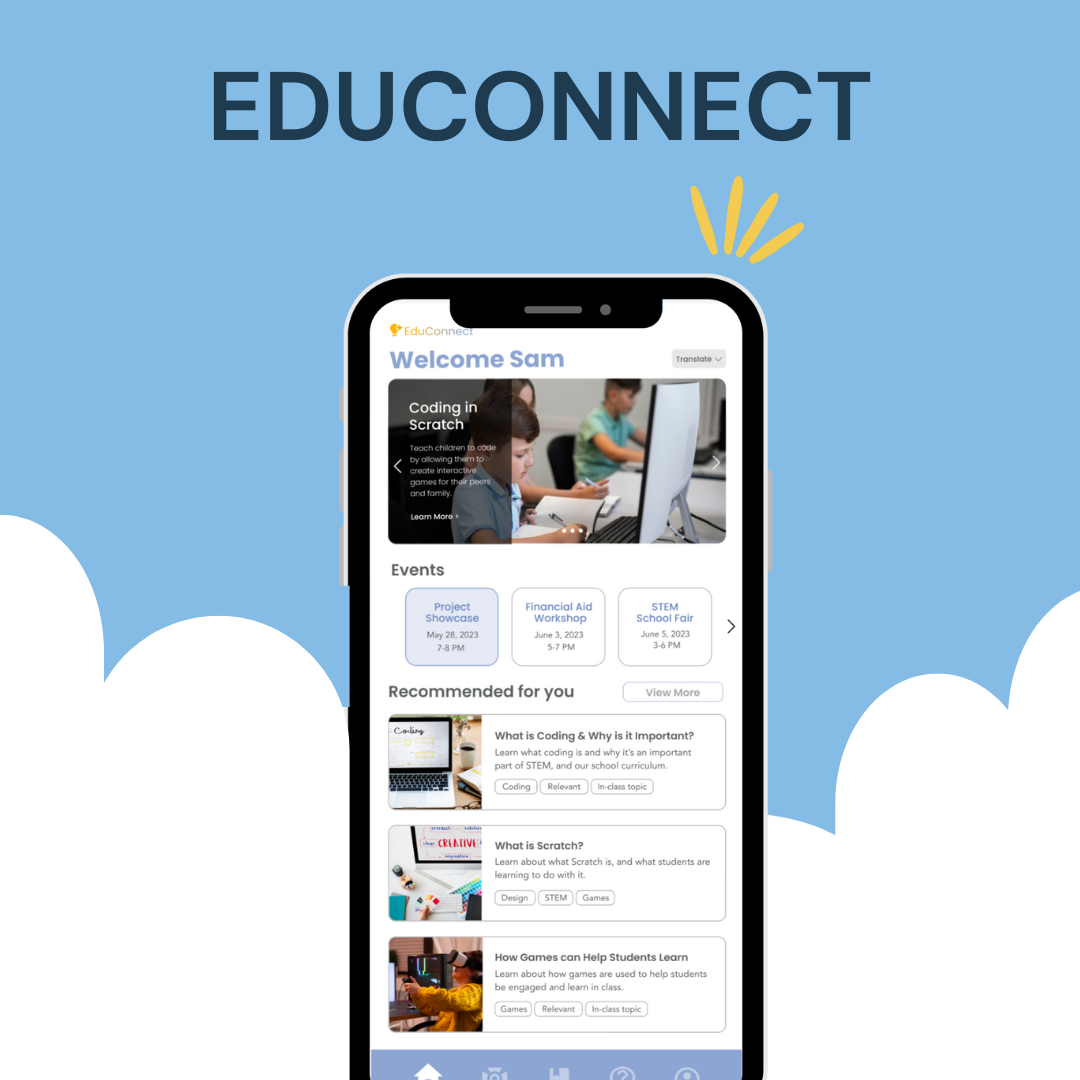 EDUCONNECT
EduConnect
Welcome Sam
Translate
Coding in
Scratch
Teach children to code
by allowing them to
create interactive
games for their peers
and family.
Learn More >
Events
Project
Showcase
May 28, 2023
7-8 PM
Financial Aid
Workshop
June 3, 2023
5-7 PM
STEM
School Fair
June 5, 2023
3-6 PM
Recommended for you
View More
Coding
What is Coding & Why is it Important?
Learn what coding is and why it's an important
part of STEM, and our school curriculum.
Coding Relevant In-class topic
CREATIVE
What is Scratch?
Learn about what Scratch is, and what students are
learning to do with it.
Design STEM Games
How Games can Help Students Learn
Learn about how games are used to help students
be engaged and learn in class.
Games Relevant In-class topic